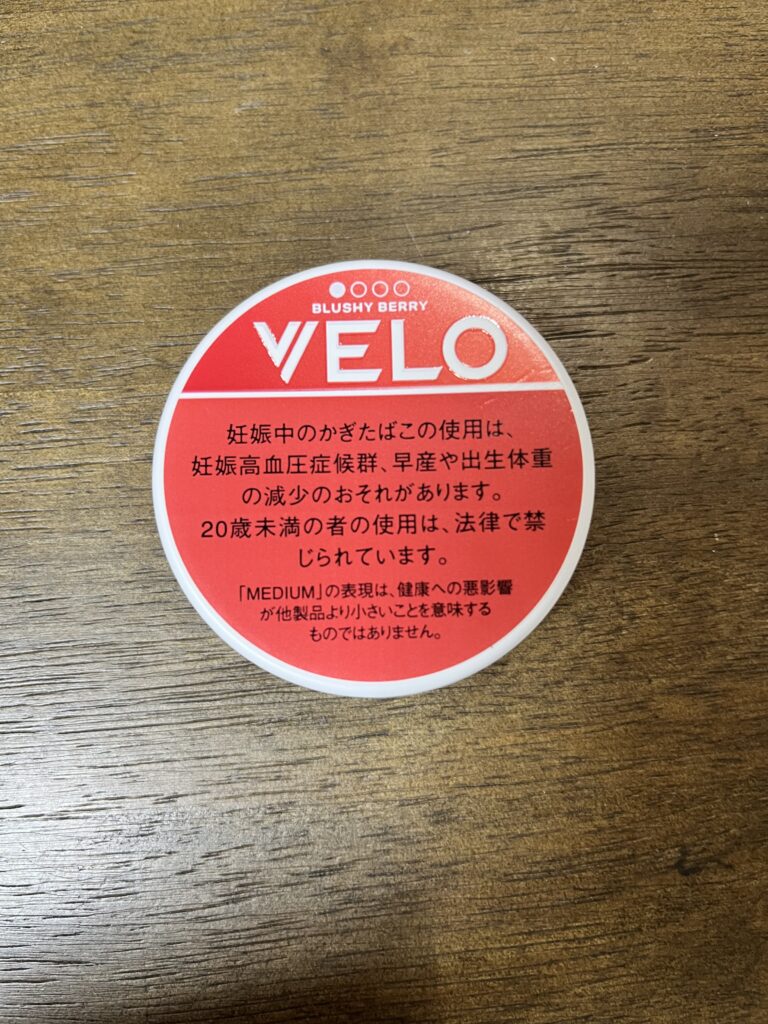 BLUSHY BERRY
VELO
妊娠中のかぎたばこの使用は、
妊娠高血圧症候群、早産や出生体重
の減少のおそれがあります。
20歳未満の者の使用は、法律で禁
じられています。
「MEDIUM」の表現は、健康への悪影響
が他製品より小さいことを意味する
ものではありません。